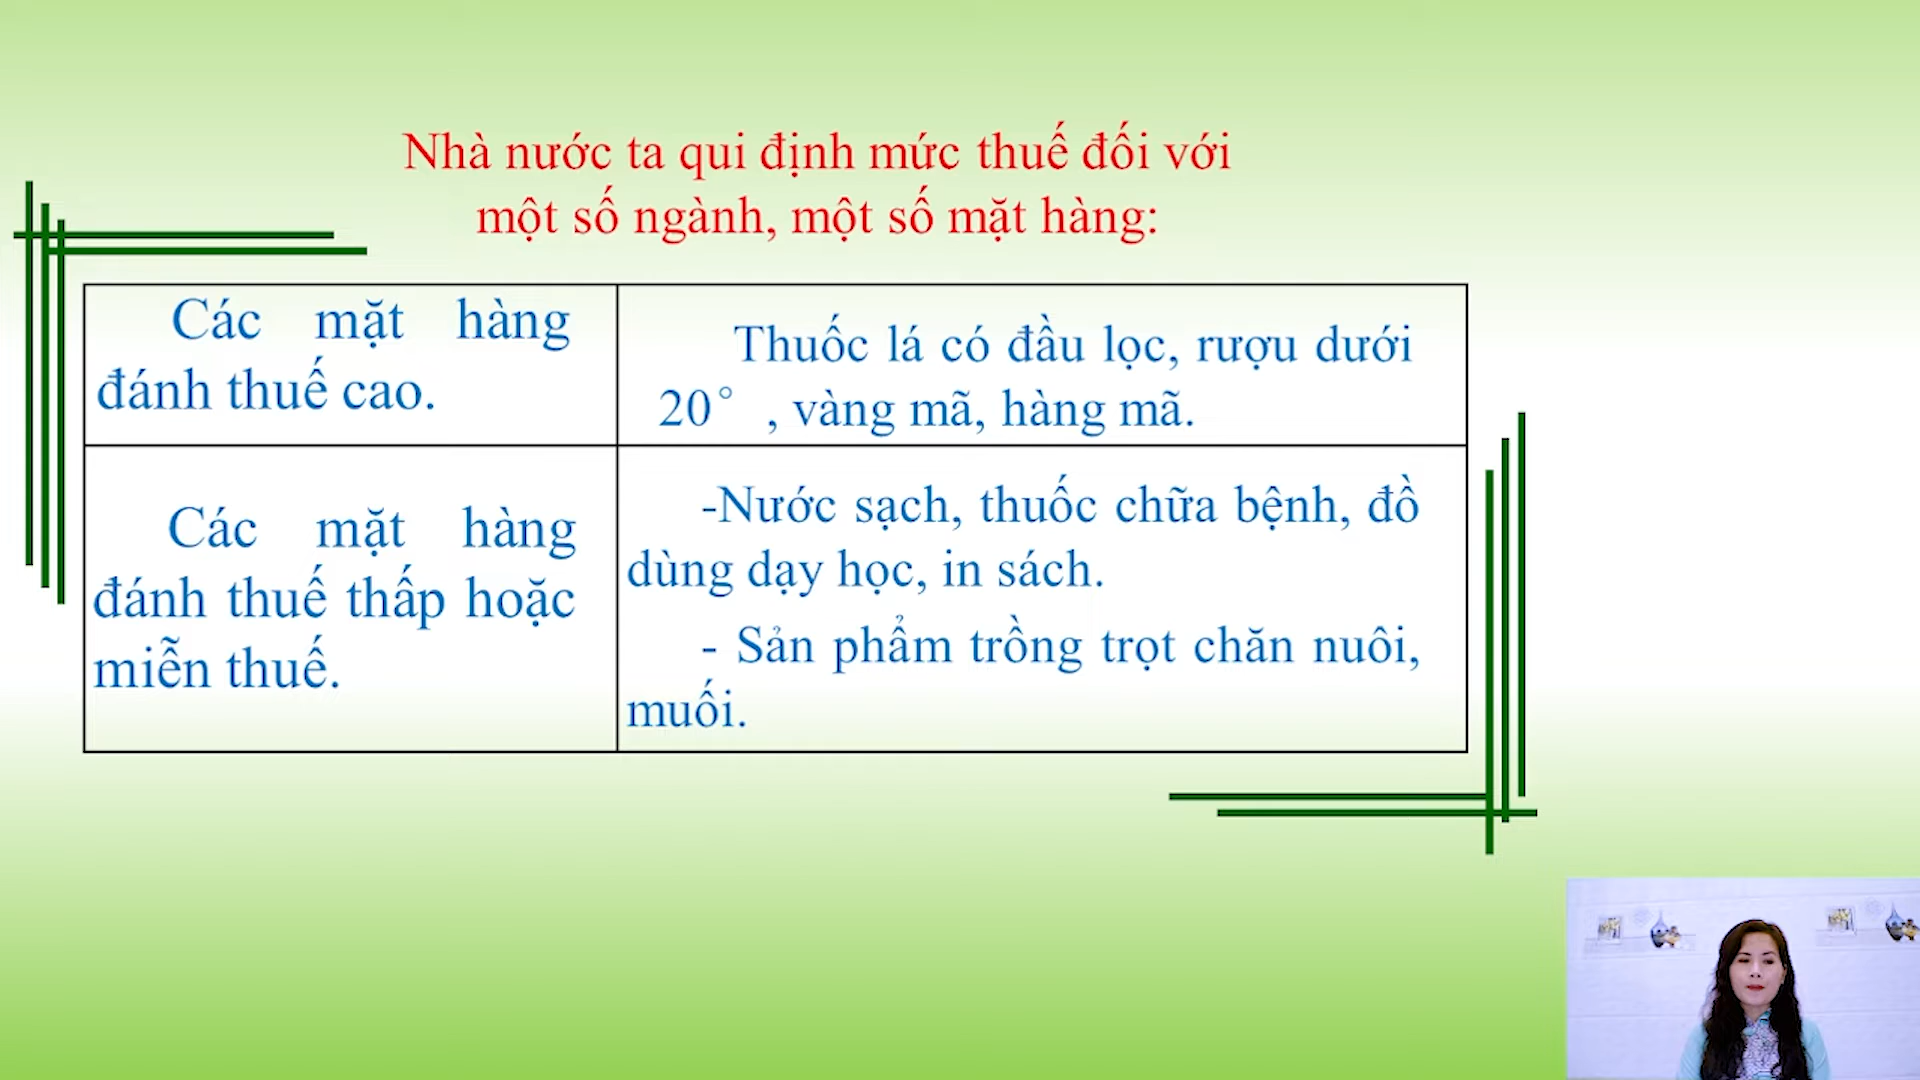 Nhà nước ta qui định mức thuế đối với
một số ngành, một số mặt hàng:
Các mặt hàng
đánh thuế cao.
Thuốc lá có đầu lọc, rượu dưới
20° , vàng mã, hàng mã.
Các mặt hàng
đánh thuế thấp hoặc
miễn thuế.
-Nước sạch, thuốc chữa bệnh, đồ
dùng dạy học, in sách.
- Sản phẩm trồng trọt chăn nuôi,
muối.